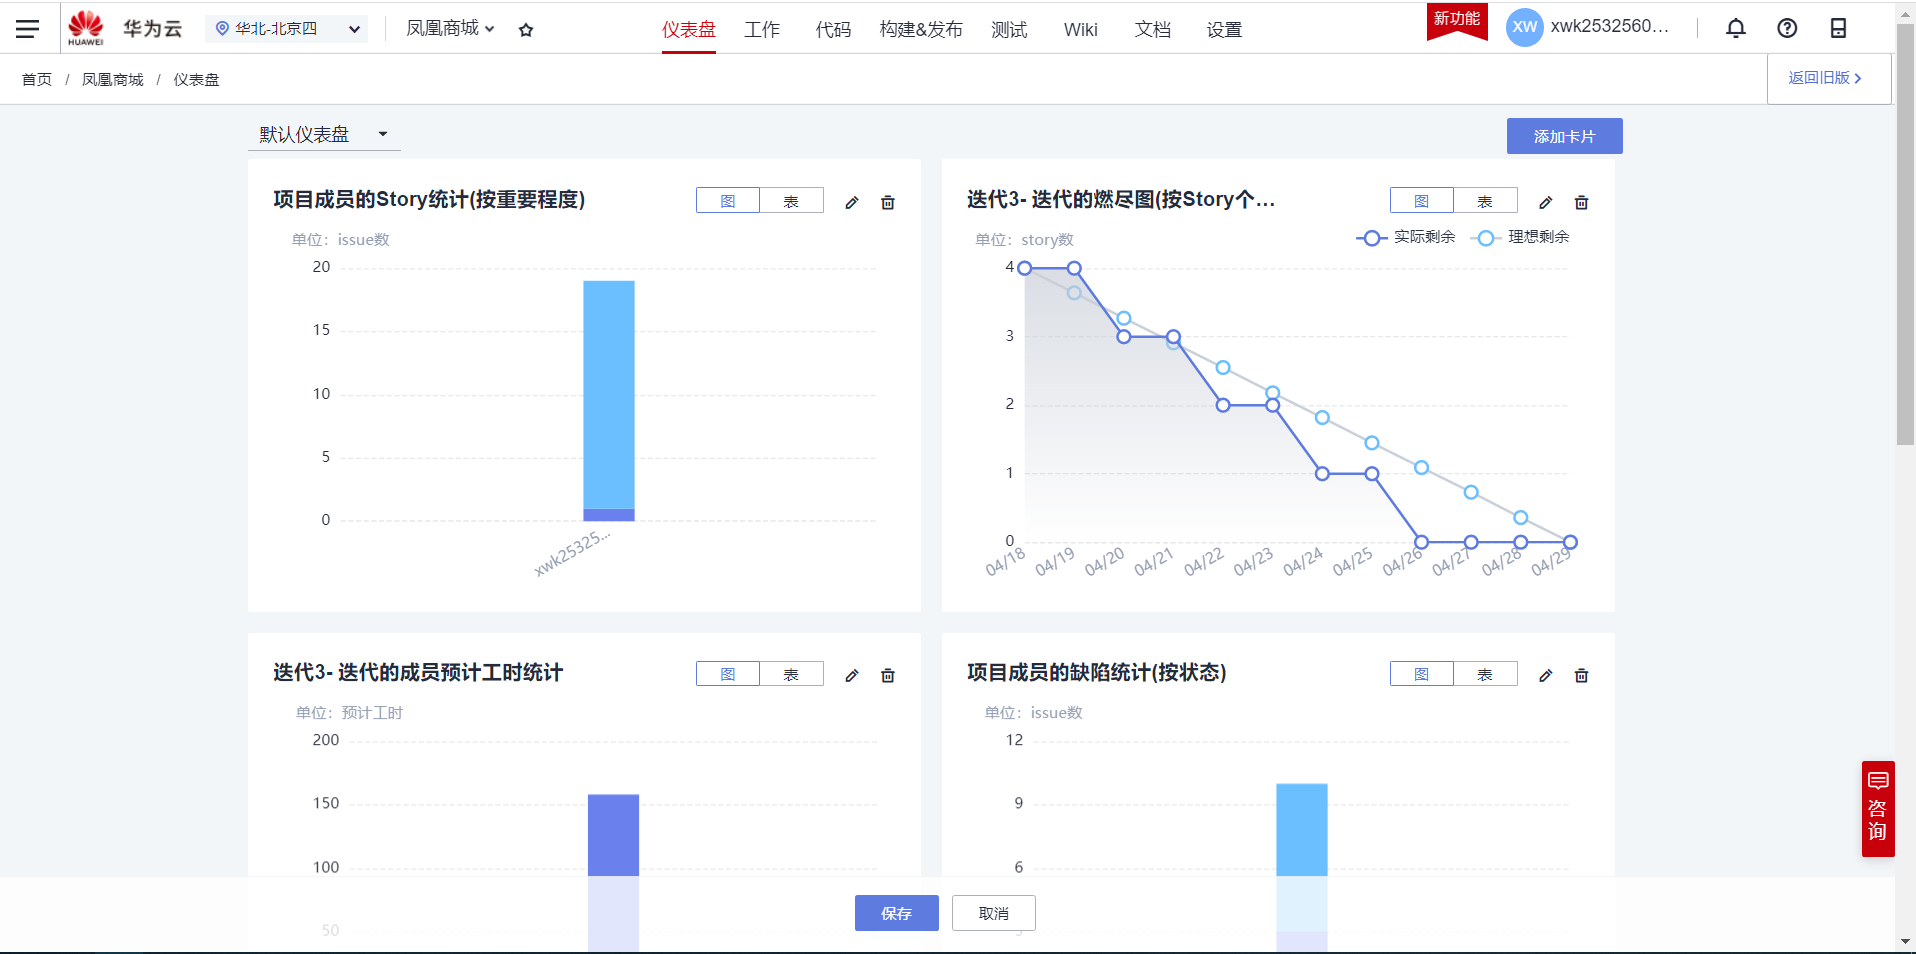 HUAWEI
华为云
华北-北京四
凤凰商城
仪表盘
工作
代码
构建&发布
测试
Wiki
文档
设置
新功能
XW
xwk2532560...
首页 / 凤凰商城 / 仪表盘
返回旧版
默认仪表盘
添加卡片
项目成员的Story统计(按重要程度)
图
表
单位：issue数
20
15
10
5
0
xwk25325...
迭代3- 迭代的燃尽图(按Story个...
图
表
单位：story数
实际剩余
理想剩余
4
3
2
1
0
04/18
04/19
04/20
04/21
04/22
04/23
04/24
04/25
04/26
04/27
04/28
04/29
迭代3- 迭代的成员预计工时统计
图
表
单位：预计工时
200
150
100
50
项目成员的缺陷统计(按状态)
图
表
单位：issue数
12
9
6
3
保存
取消
咨
询